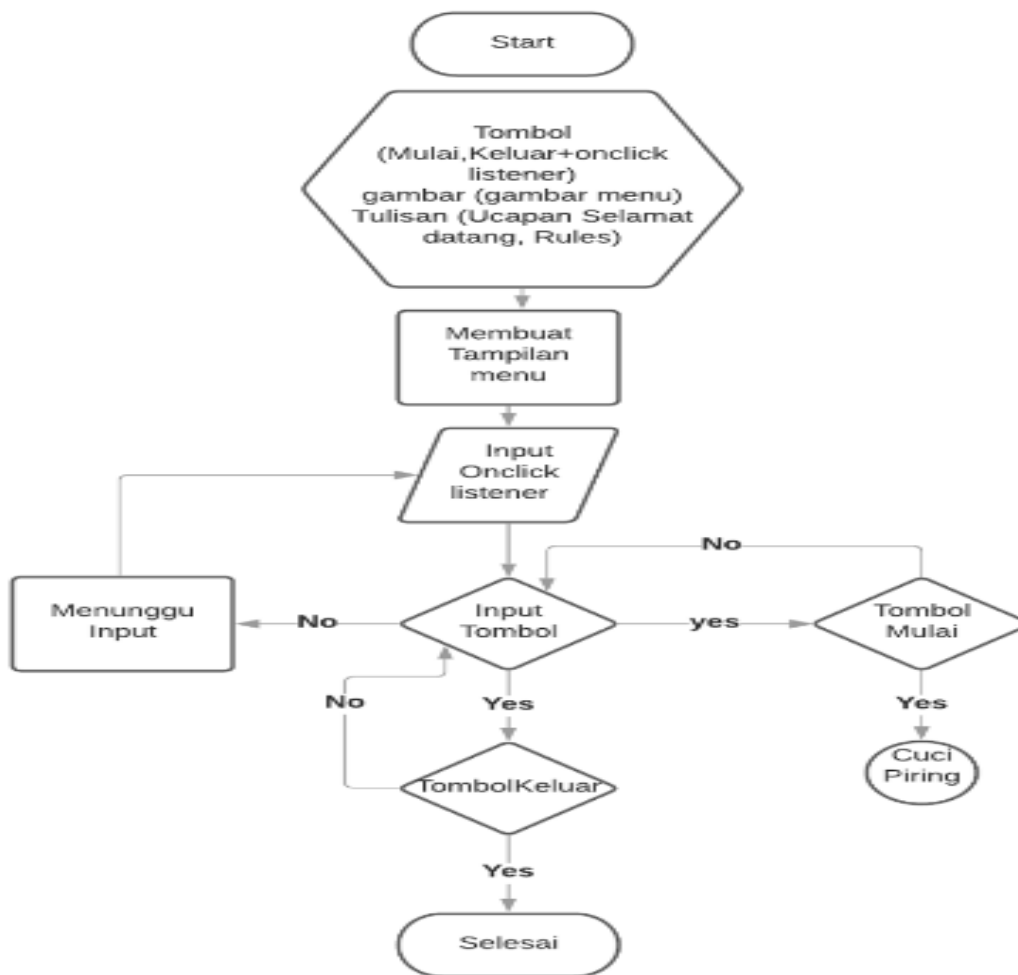 Start
Tombol
(Mulai,Keluar+onclick
listener)
gambar (gambar menu)
Tulisan (Ucapan Selamat
datang, Rules)
Membuat
Tampilan
menu
Input
Onclick
listener
No
Menunggu
Input
No
Input
Tombol
yes
Tombol
Mulai
No
Yes
Yes
Cuci
Piring
TombolKeluar
Yes
Selesai